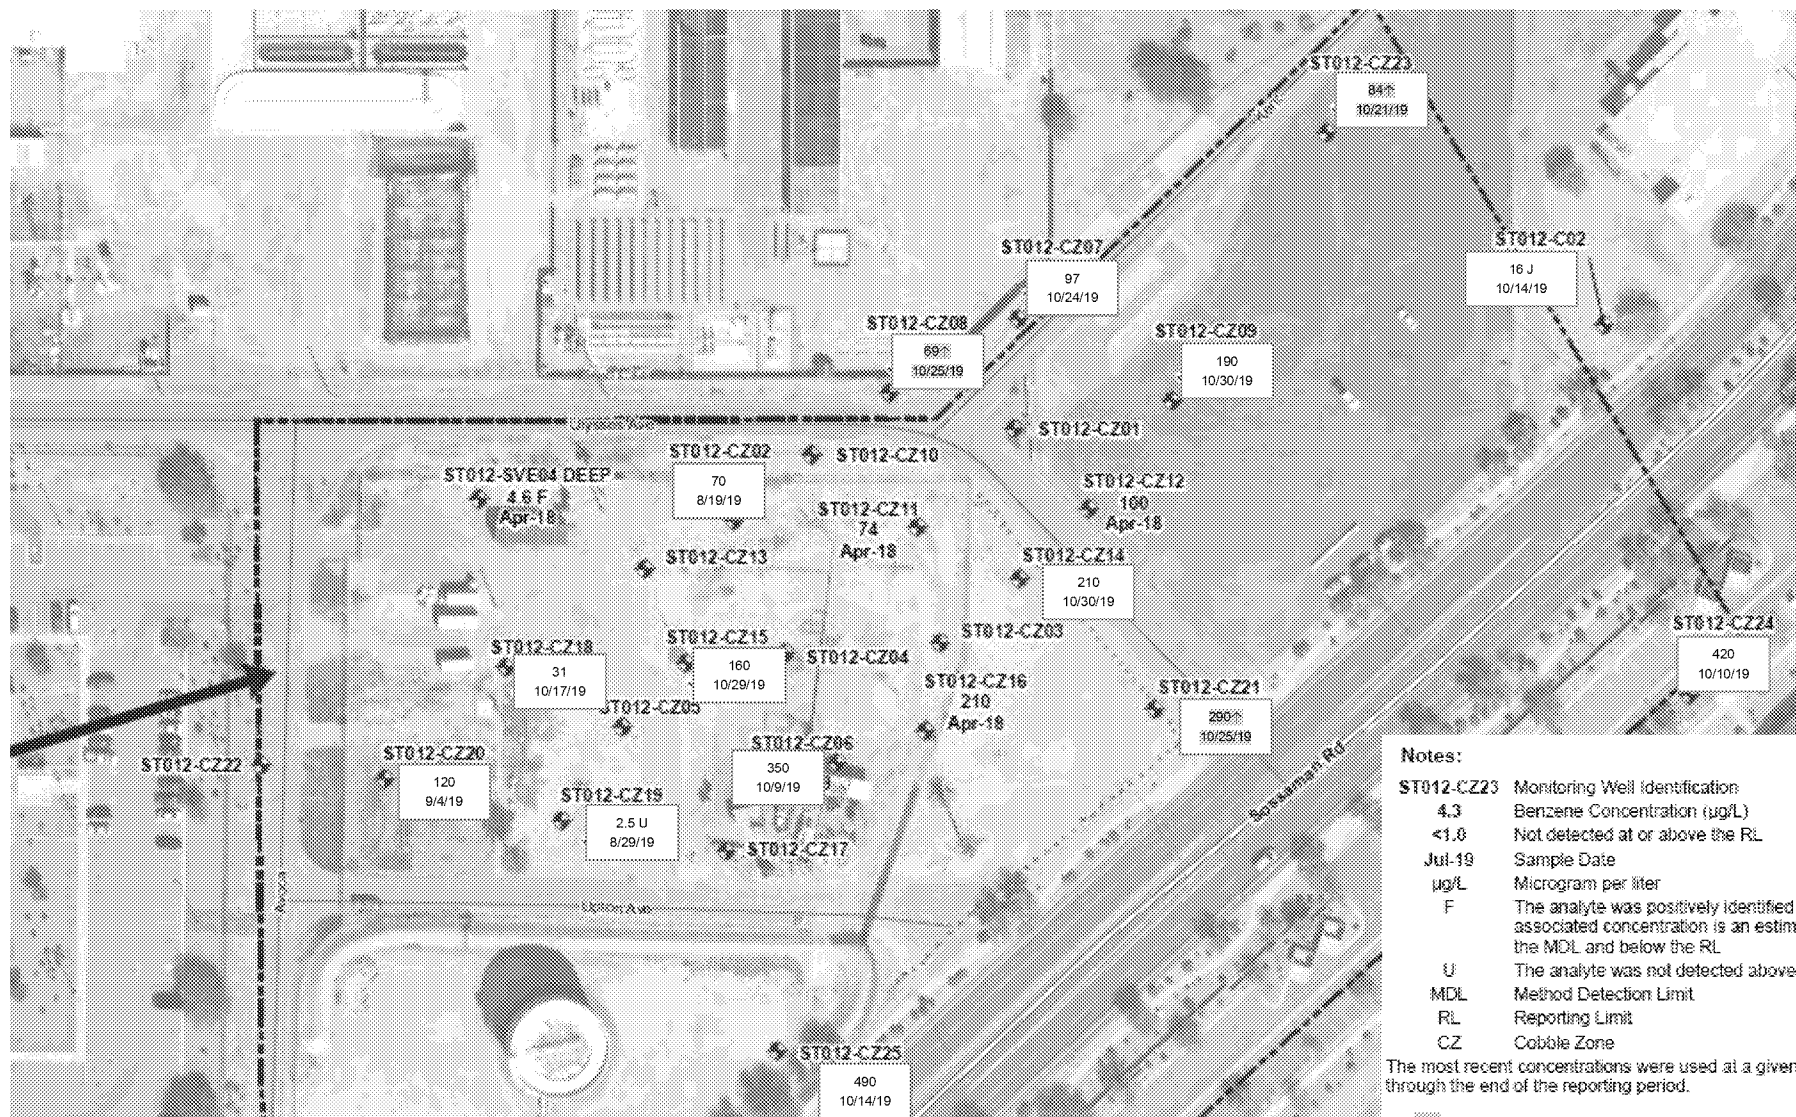 ST012-CZ23
84↑
10/21/19
ST012-C02
16 J
10/14/19
ST012-CZ07
97
10/24/19
ST012-CZ08
69↑
10/25/19
ST012-CZ09
190
10/30/19
ST012-CZ01
Ulysses Ave
ST012-CZ02
70
8/19/19
ST012-CZ10
ST012-SVE04 DEEP
4.6 F
Apr-18
ST012-CZ12
100
Apr-18
ST012-CZ11
74
Apr-18
ST012-CZ13
ST012-CZ14
210
10/30/19
ST012-CZ03
ST012-CZ24
420
10/10/19
ST012-CZ15
160
10/29/19
ST012-CZ04
ST012-CZ18
31
10/17/19
ST012-CZ16
210
Apr-18
ST012-CZ21
290↑
10/25/19
ST012-CZ05
ST012-CZ06
350
10/9/19
ST012-CZ22
ST012-CZ20
120
9/4/19
ST012-CZ19
2.5 U
8/29/19
ST012-CZ17
Sossaman Rd
Avoca
Upton Ave
ST012-CZ25
490
10/14/19
Notes:
ST012-CZ23 Monitoring Well Identification
4.3 Benzene Concentration (µg/L)
<1.0 Not detected at or above the RL
Jul-19 Sample Date
µg/L Microgram per liter
F The analyte was positively identified
associated concentration is an estim
the MDL and below the RL
U The analyte was not detected above
MDL Method Detection Limit
RL Reporting Limit
CZ Cobble Zone
The most recent concentrations were used at a given
through the end of the reporting period.